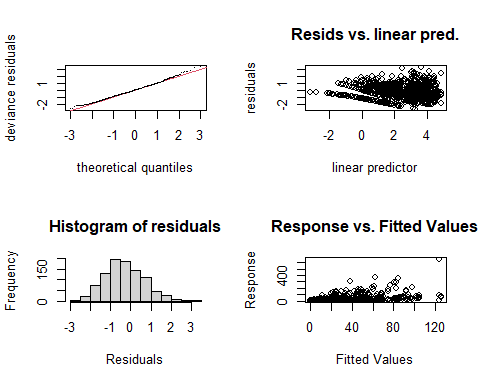 deviance residuals
-2 1
-3 -1 0 1 2 3
theoretical quantiles
Resids vs. linear pred.
residuals
-2 1
-2 0 2 4
linear predictor
Histogram of residuals
Frequency
0 150
-3 -1 0 1 2 3
Residuals
Response vs. Fitted Values
Response
0 400
0 40 60 80 120
Fitted Values